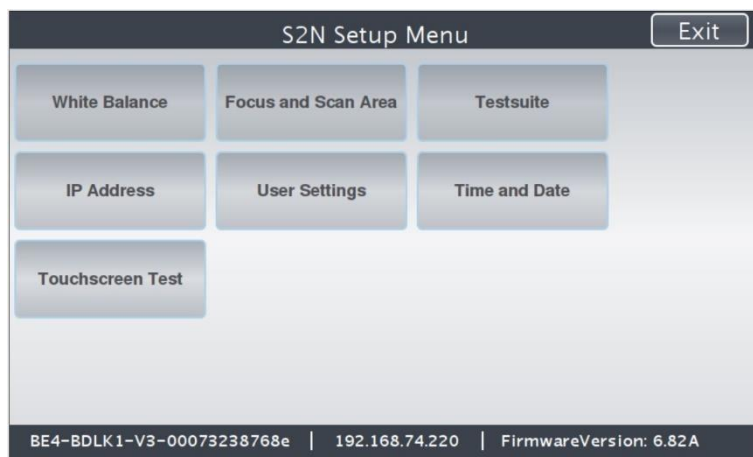 S2N Setup Menu
Exit
White Balance
Focus and Scan Area
Testsuite
IP Address
User Settings
Time and Date
Touchscreen Test
BE4-BDLK1-V3-00073238768e | 192.168.74.220 | FirmwareVersion: 6.82A